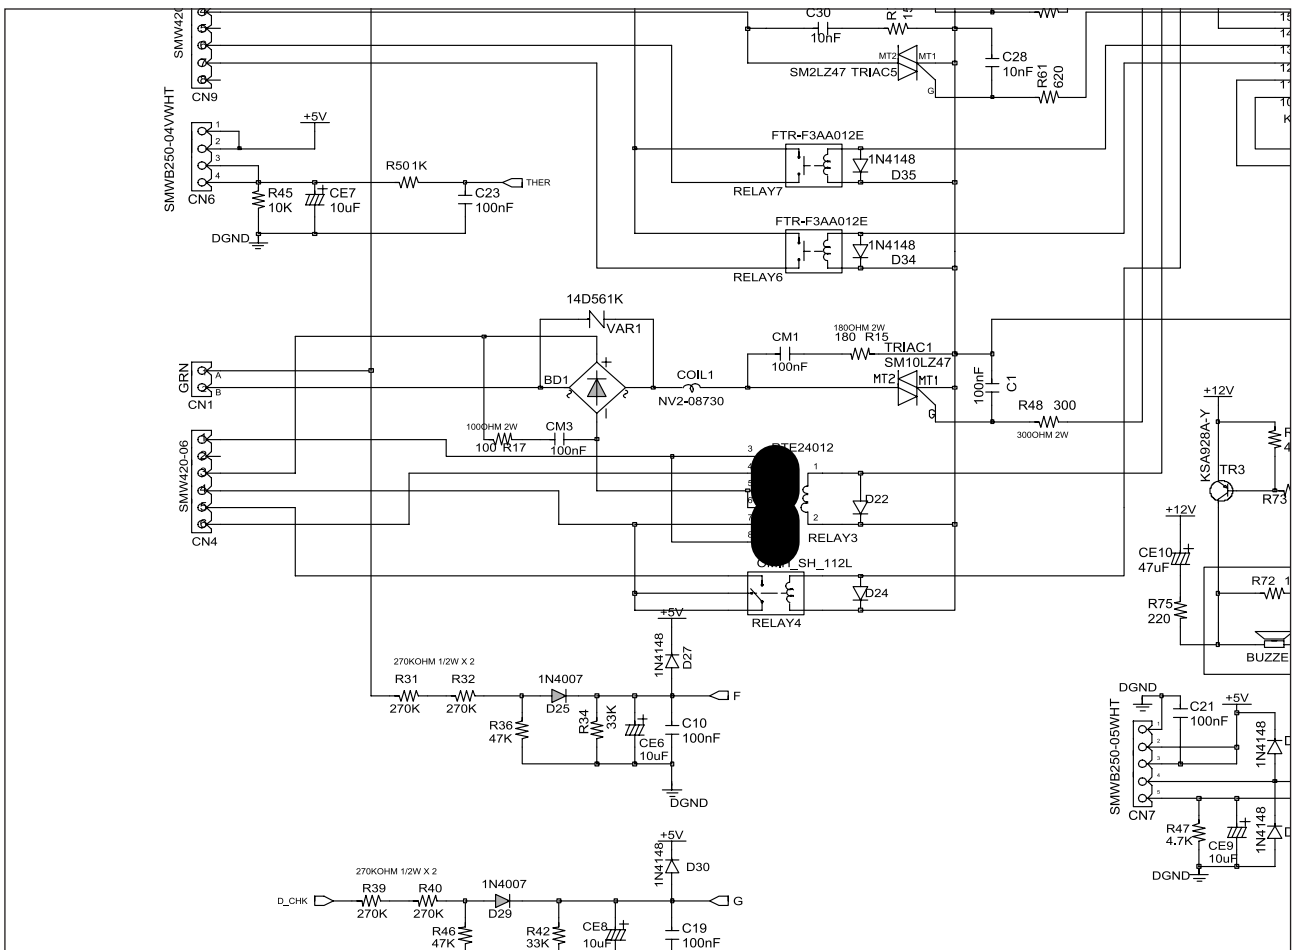 SMW420
CN9
C30
10nF
R
15
MT2
MT1
SM2LZ47 TRIAC5
G
C28
10nF
R61
620
15
14
13
12
11
10
K
SMWB250-04VWHT
1
2
3
4
CN6
+5V
R45
10K
CE7
10uF
R501K
C23
100nF
THER
DGND
FTR-F3AA012E
1N4148
D35
RELAY7
FTR-F3AA012E
1N4148
D34
RELAY6
14D561K
VAR1
GRN
A
B
CN1
BD1
+
COIL1
NV2-08730
CM1
100nF
180OHM 2W
180 R15
TRIAC1
SM10LZ47
MT2
MT1
G
100nF
C1
R48 300
300OHM 2W
SMW420-06
1
2
3
4
5
6
CN4
100OHM 2W
100 R17
CM3
100nF
3
TE24012
1
2
D22
RELAY3
_SH_112L
D24
RELAY4
+12V
KSA928A-Y
TR3
R73
+12V
CE10
47uF
R75
220
R72
BUZZE
+5V
1N4148
D27
270KOHM 1/2W X 2
R31
270K
R32
270K
1N4007
D25
R36
47K
R34
33K
CE6
10uF
C10
100nF
F
DGND
DGND
SMWB250-05WHT
1
2
3
4
5
CN7
C21
100nF
+5V
1N4148
D
R47
4.7K
CE9
10uF
1N4148
D
DGND
D_CHK
270KOHM 1/2W X 2
R39
270K
R40
270K
1N4007
D29
R46
47K
R42
33K
CE8
10uF
+5V
1N4148
D30
G
C19
100nF